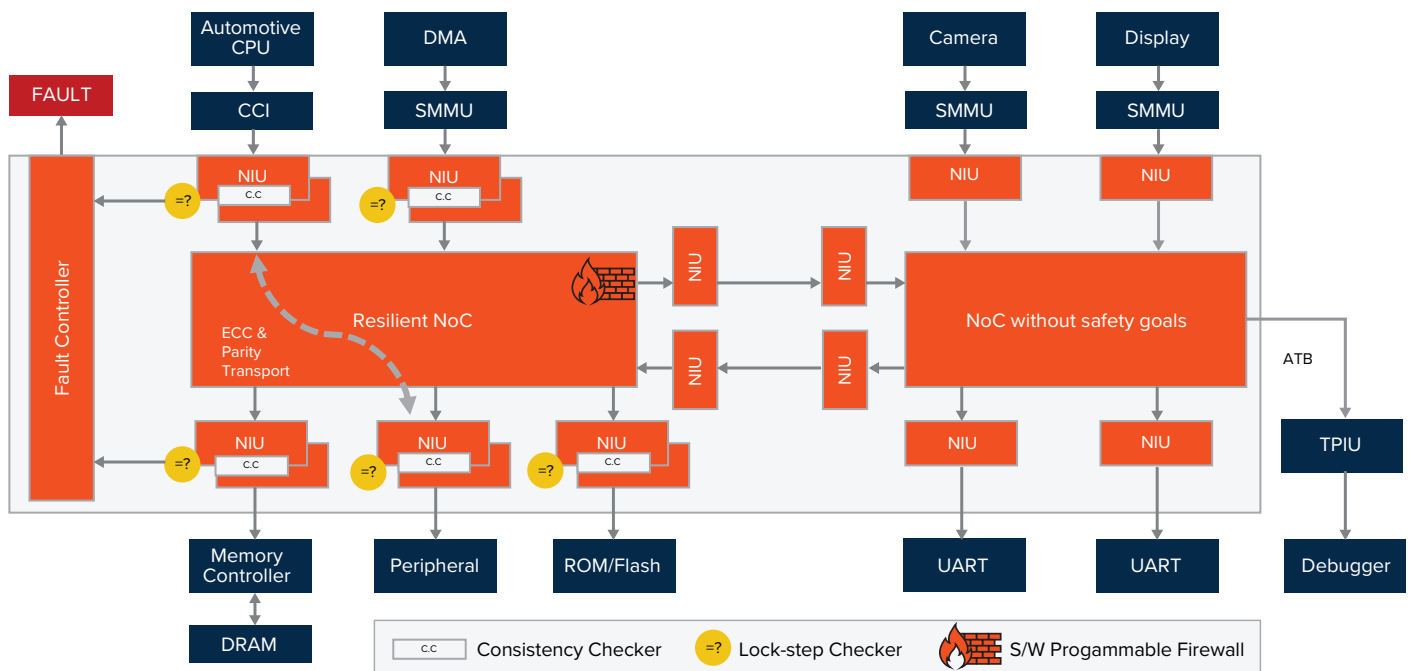 Automotive
CPU
DMA
Camera
Display
FAULT
CCI
SMMU
SMMU
SMMU
NIU
C.C
=?
NIU
C.C
=?
NIU
NIU
Fault Controller
Resilient NoC
ECC &
Parity
Transport
NIU
NIU
NIU
NIU
NoC without safety goals
ATB
NIU
C.C
=?
NIU
C.C
=?
NIU
C.C
=?
NIU
NIU
TPIU
Memory
Controller
Peripheral
ROM/Flash
UART
UART
Debugger
DRAM
C.C
Consistency Checker
=?
Lock-step Checker
S/W Progammable Firewall